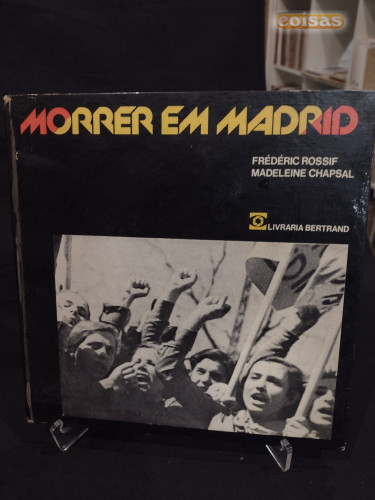 coisas
MORRER EM MADRID
FRÉDÉRIC ROSSIF
MADELEINE CHAPSAL
LIVRARIA BERTRAND